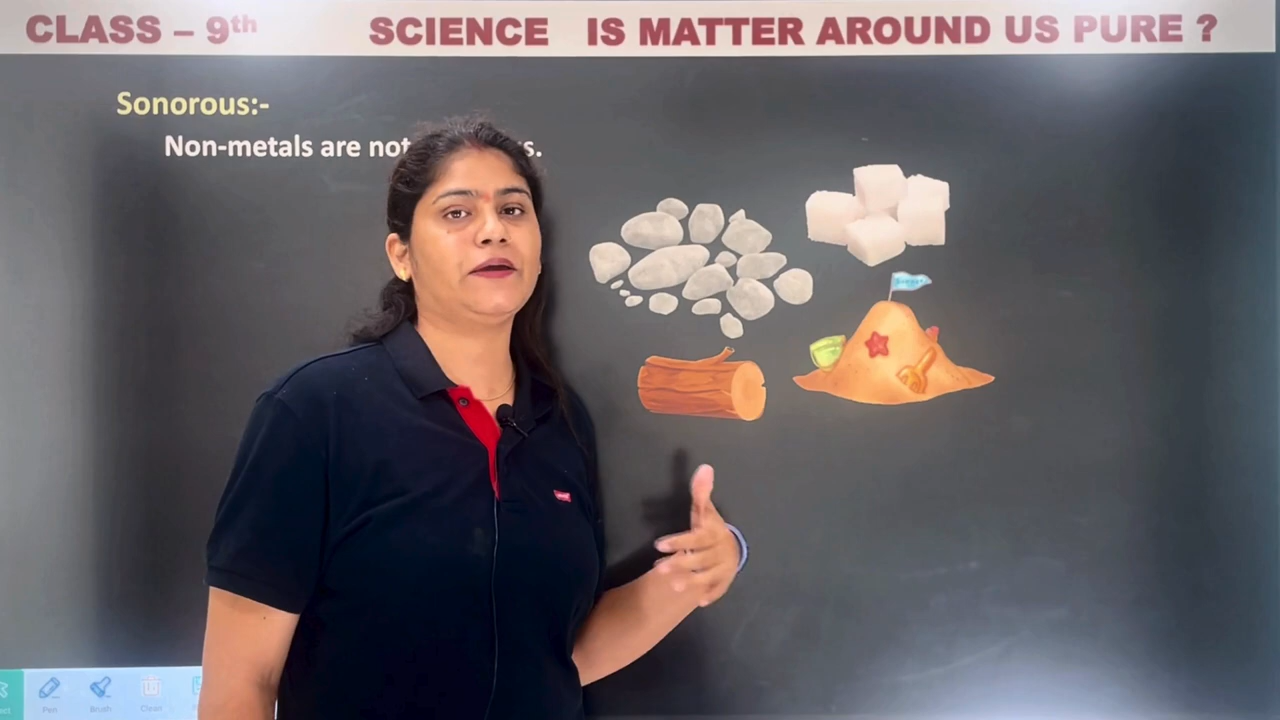 CLASS – 9th SCIENCE IS MATTER AROUND US PURE ?
Sonorous:-
Non-metals are not s.
Pen Brush Clean